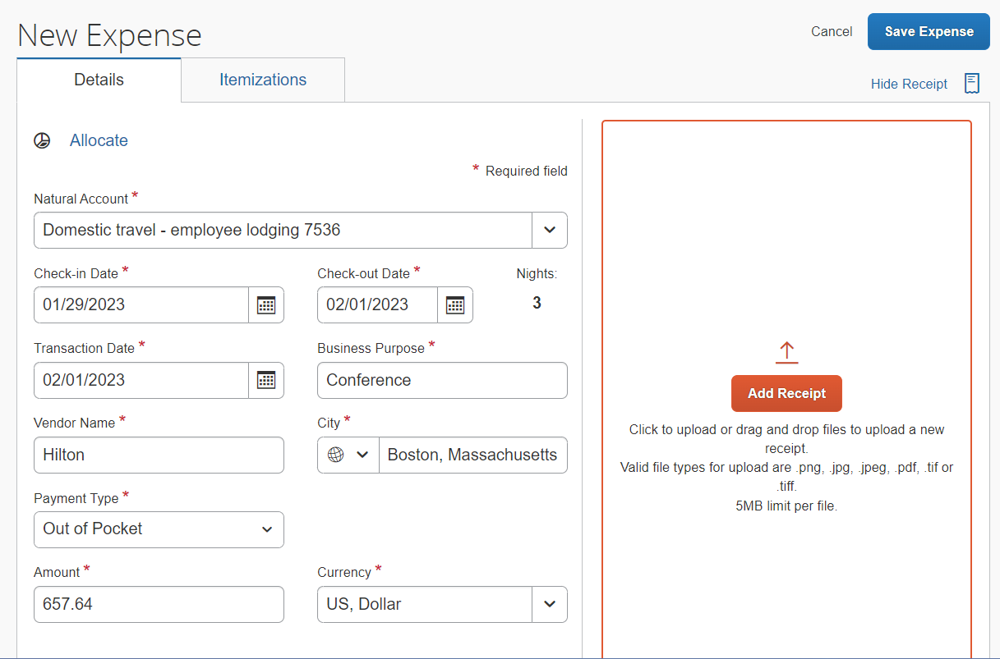 New Expense
Cancel
Save Expense
Details
Itemizations
Hide Receipt
Allocate
* Required field
Natural Account *
Domestic travel - employee lodging 7536
Check-in Date *
Check-out Date *
Nights:
01/29/2023
02/01/2023
3
Transaction Date *
Business Purpose *
02/01/2023
Conference
Vendor Name *
City *
Hilton
Boston, Massachusetts
Payment Type *
Out of Pocket
Amount *
Currency *
657.64
US, Dollar
Add Receipt
Click to upload or drag and drop files to upload a new
receipt.
Valid file types for upload are .png, .jpg, .jpeg, .pdf, .tif or
.tiff.
5MB limit per file.